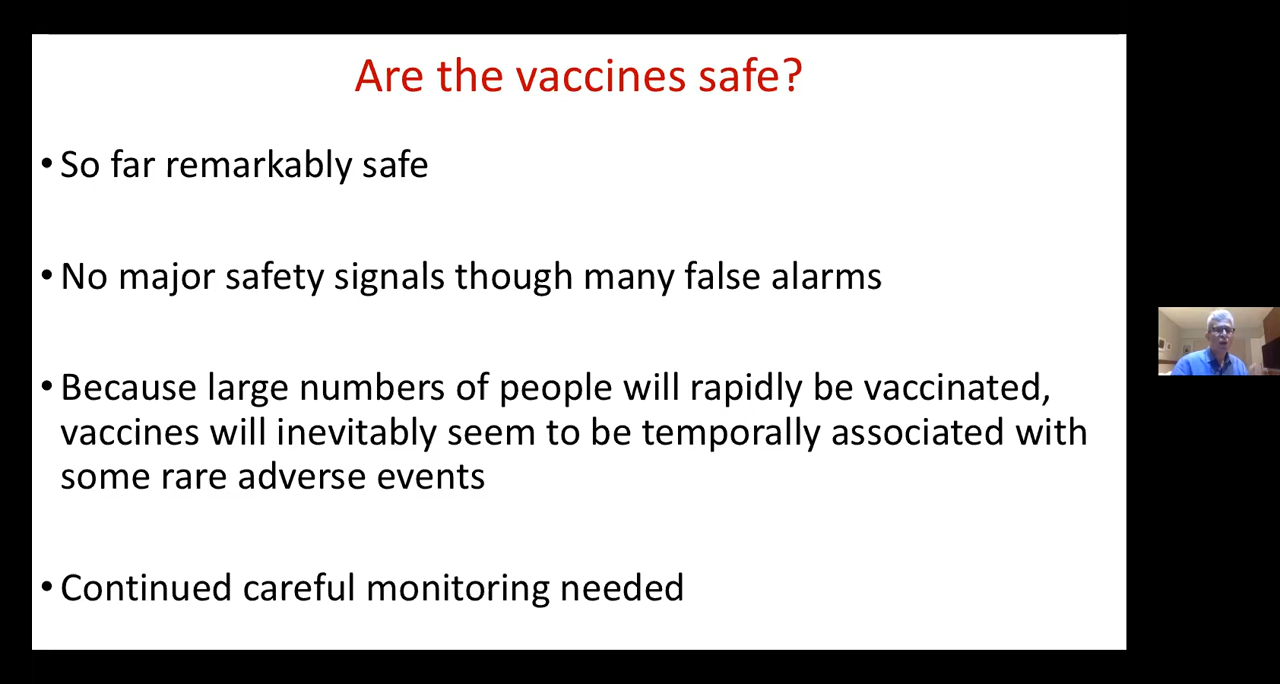 Are the vaccines safe?
• So far remarkably safe
• No major safety signals though many false alarms
• Because large numbers of people will rapidly be vaccinated,
vaccines will inevitably seem to be temporally associated with
some rare adverse events
• Continued careful monitoring needed